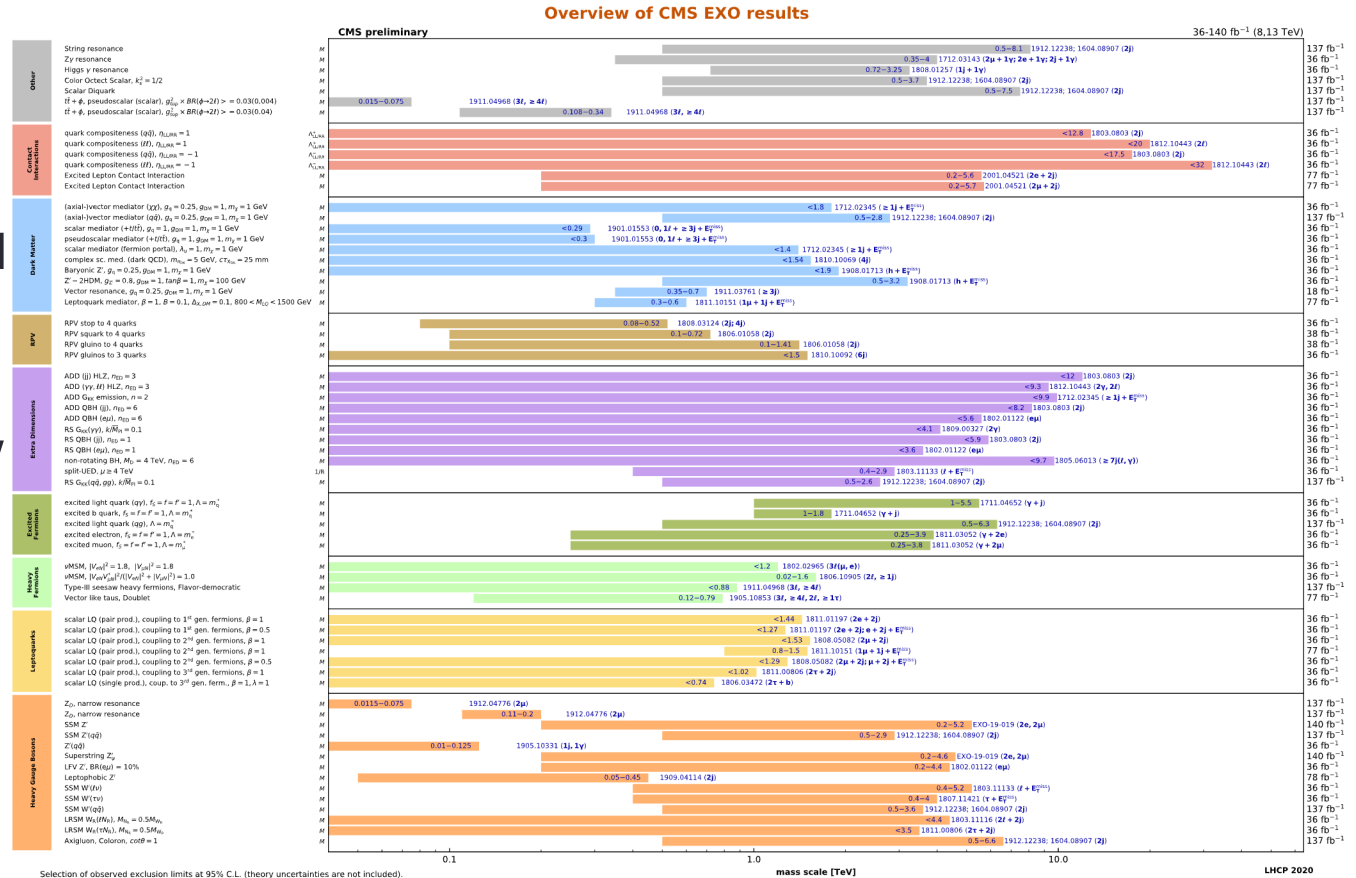 Overview of CMS EXO results
CMS preliminary 36-140 fb⁻¹ (8,13 TeV)
Other
String resonance M 0.5−8.1 1912.12238; 1604.08907 (2j) 137 fb⁻¹
Zγ resonance M 0.35−4 1712.03143 (2μ + 1γ; 2e + 1γ; 2j + 1γ) 36 fb⁻¹
Higgs γ resonance M 0.72−3.25 1808.01257 (1j + 1γ) 36 fb⁻¹
Color Octect Scalar, k_s² = 1/2 M 0.5−3.7 1912.12238; 1604.08907 (2j) 137 fb⁻¹
Scalar Diquark M 0.5−7.5 1912.12238; 1604.08907 (2j) 137 fb⁻¹
tt̄ + ϕ, pseudoscalar (scalar), g²_top × BR(ϕ→2ℓ) > = 0.03(0.004) M 0.015−0.075 1911.04968 (3ℓ, ≥ 4ℓ) 137 fb⁻¹
tt̄ + ϕ, pseudoscalar (scalar), g²_top × BR(ϕ→2ℓ) > = 0.03(0.04) M 0.108−0.34 1911.04968 (3ℓ, ≥ 4ℓ) 137 fb⁻¹
Contact Interactions
quark compositeness (qq̄), η_LL/RR = 1 Λ⁺_LL/RR <12.8 1803.0803 (2j) 36 fb⁻¹
quark compositeness (ℓℓ), η_LL/RR = 1 Λ⁺_LL/RR <20 1812.10443 (2ℓ) 36 fb⁻¹
quark compositeness (qq̄), η_LL/RR = − 1 Λ⁻_LL/RR <17.5 1803.0803 (2j) 36 fb⁻¹
quark compositeness (ℓℓ), η_LL/RR = − 1 Λ⁻_LL/RR <32 1812.10443 (2ℓ) 36 fb⁻¹
Excited Lepton Contact Interaction M 0.2−5.6 2001.04521 (2e + 2j) 77 fb⁻¹
Excited Lepton Contact Interaction M 0.2−5.7 2001.04521 (2μ + 2j) 77 fb⁻¹
Dark Matter
(axial-)vector mediator (χχ), g_q = 0.25, g_DM = 1, m_χ = 1 GeV M <1.8 1712.02345 (≥ 1j + E_T^miss) 36 fb⁻¹
(axial-)vector mediator (qq̄), g_q = 0.25, g_DM = 1, m_χ = 1 GeV M 0.5−2.8 1912.12238; 1604.08907 (2j) 137 fb⁻¹
scalar mediator (+t/tt̄), g_q = 1, g_DM = 1, m_χ = 1 GeV M <0.29 1901.01553 (0, 1ℓ + ≥ 3j + E_T^miss) 36 fb⁻¹
pseudoscalar mediator (+t/tt̄), g_q = 1, g_DM = 1, m_χ = 1 GeV M <0.3 1901.01553 (0, 1ℓ + ≥ 3j + E_T^miss) 36 fb⁻¹
scalar mediator (fermion portal), λ_u = 1, m_χ = 1 GeV M <1.4 1712.02345 (≥ 1j + E_T^miss) 36 fb⁻¹
complex sc. med. (dark QCD), m_πDK = 5 GeV, cτ_XDK = 25 mm M <1.54 1810.10069 (4j) 36 fb⁻¹
Baryonic Z′, g_q = 0.25, g_DM = 1, m_χ = 1 GeV M <1.9 1908.01713 (h + E_T^miss) 36 fb⁻¹
Z′ − 2HDM, g_Z′ = 0.8, g_DM = 1, tanβ = 1, m_χ = 100 GeV M 0.5−3.2 1908.01713 (h + E_T^miss) 36 fb⁻¹
Vector resonance, g_q = 0.25, g_DM = 1, m_χ = 1 GeV M 0.35−0.7 1911.03761 (≥ 3j) 18 fb⁻¹
Leptoquark mediator, β = 1, B = 0.1, Δ_X,DM = 0.1, 800 < M_LQ < 1500 GeV M 0.3−0.6 1811.10151 (1μ + 1j + E_T^miss) 77 fb⁻¹
RPV
RPV stop to 4 quarks M 0.08−0.52 1808.03124 (2j; 4j) 36 fb⁻¹
RPV squark to 4 quarks M 0.1−0.72 1806.01058 (2j) 38 fb⁻¹
RPV gluino to 4 quarks M 0.1−1.41 1806.01058 (2j) 38 fb⁻¹
RPV gluinos to 3 quarks M <1.5 1810.10092 (6j) 36 fb⁻¹
Extra Dimensions
ADD (jj) HLZ, n_ED = 3 M <12 1803.0803 (2j) 36 fb⁻¹
ADD (γγ, ℓℓ) HLZ, n_ED = 3 M <9.3 1812.10443 (2γ, 2ℓ) 36 fb⁻¹
ADD G_KK emission, n = 2 M <9.9 1712.02345 (≥ 1j + E_T^miss) 36 fb⁻¹
ADD QBH (jj), n_ED = 6 M <8.2 1803.0803 (2j) 36 fb⁻¹
ADD QBH (eμ), n_ED = 6 M <5.6 1802.01122 (eμ) 36 fb⁻¹
RS G_KK(γγ), k/M̅_Pl = 0.1 M <4.1 1809.00327 (2γ) 36 fb⁻¹
RS QBH (jj), n_ED = 1 M <5.9 1803.0803 (2j) 36 fb⁻¹
RS QBH (eμ), n_ED = 1 M <3.6 1802.01122 (eμ) 36 fb⁻¹
non-rotating BH, M_D = 4 TeV, n_ED = 6 M <9.7 1805.06013 (≥ 7j(ℓ, γ)) 36 fb⁻¹
split-UED, μ ≥ 4 TeV 1/R 0.4−2.9 1803.11133 (ℓ + E_T^miss) 36 fb⁻¹
RS G_KK(qq̄, gg), k/M̅_Pl = 0.1 M 0.5−2.6 1912.12238; 1604.08907 (2j) 137 fb⁻¹
Excited Fermions
excited light quark (qγ), f_S = f = f′ = 1, Λ = m*_q M 1−5.5 1711.04652 (γ + j) 36 fb⁻¹
excited b quark, f_S = f = f′ = 1, Λ = m*_q M 1−1.8 1711.04652 (γ + j) 36 fb⁻¹
excited light quark (qg), Λ = m*_q M 0.5−6.3 1912.12238; 1604.08907 (2j) 137 fb⁻¹
excited electron, f_S = f = f′ = 1, Λ = m*_e M 0.25−3.9 1811.03052 (γ + 2e) 36 fb⁻¹
excited muon, f_S = f = f′ = 1, Λ = m*_μ M 0.25−3.8 1811.03052 (γ + 2μ) 36 fb⁻¹
Heavy Fermions
νMSM, |V_eN|² = 1.8, |V_μN|² = 1.8 M <1.2 1802.02965 (3ℓ(μ, e)) 36 fb⁻¹
νMSM, |V_eN V*_μN|²/(|V_eN|² + |V_μN|²) = 1.0 M 0.02−1.6 1806.10905 (2ℓ, ≥ 1j) 36 fb⁻¹
Type-III seesaw heavy fermions, Flavor-democratic M <0.88 1911.04968 (3ℓ, ≥ 4ℓ) 137 fb⁻¹
Vector like taus, Doublet M 0.12−0.79 1905.10853 (3ℓ, ≥ 4ℓ, 2ℓ, ≥ 1τ) 77 fb⁻¹
Leptoquarks
scalar LQ (pair prod.), coupling to 1st gen. fermions, β = 1 M <1.44 1811.01197 (2e + 2j) 36 fb⁻¹
scalar LQ (pair prod.), coupling to 1st gen. fermions, β = 0.5 M <1.27 1811.01197 (2e + 2j; e + 2j + E_T^miss) 36 fb⁻¹
scalar LQ (pair prod.), coupling to 2nd gen. fermions, β = 1 M <1.53 1808.05082 (2μ + 2j) 36 fb⁻¹
scalar LQ (pair prod.), coupling to 2nd gen. fermions, β = 1 M 0.8−1.5 1811.10151 (1μ + 1j + E_T^miss) 77 fb⁻¹
scalar LQ (pair prod.), coupling to 2nd gen. fermions, β = 0.5 M <1.29 1808.05082 (2μ + 2j; μ + 2j + E_T^miss) 36 fb⁻¹
scalar LQ (pair prod.), coupling to 3rd gen. fermions, β = 1 M <1.02 1811.00806 (2τ + 2j) 36 fb⁻¹
scalar LQ (single prod.), coup. to 3rd gen. ferm., β = 1, λ = 1 M <0.74 1806.03472 (2τ + b) 36 fb⁻¹
Heavy Gauge Bosons
Z_D, narrow resonance M 0.0115−0.075 1912.04776 (2μ) 137 fb⁻¹
Z_D, narrow resonance M 0.11−0.2 1912.04776 (2μ) 137 fb⁻¹
SSM Z′ M 0.2−5.2 EXO-19-019 (2e, 2μ) 140 fb⁻¹
SSM Z′(qq̄) M 0.5−2.9 1912.12238; 1604.08907 (2j) 137 fb⁻¹
Z′(qq̄) M 0.01−0.125 1905.10331 (1j, 1γ) 36 fb⁻¹
Superstring Z′_ψ M 0.2−4.6 EXO-19-019 (2e, 2μ) 140 fb⁻¹
LFV Z′, BR(eμ) = 10% M 0.2−4.4 1802.01122 (eμ) 36 fb⁻¹
Leptophobic Z′ M 0.05−0.45 1909.04114 (2j) 78 fb⁻¹
SSM W′(ℓν) M 0.4−5.2 1803.11133 (ℓ + E_T^miss) 36 fb⁻¹
SSM W′(τν) M 0.4−4 1807.11421 (τ + E_T^miss) 36 fb⁻¹
SSM W′(qq̄) M 0.5−3.6 1912.12238; 1604.08907 (2j) 137 fb⁻¹
LRSM W_R(ℓN_R), M_N_R = 0.5M_W_R M <4.4 1803.11116 (2ℓ + 2j) 36 fb⁻¹
LRSM W_R(τN_R), M_N_R = 0.5M_W_R M <3.5 1811.00806 (2τ + 2j) 36 fb⁻¹
Axigluon, Coloron, cotθ = 1 M 0.5−6.6 1912.12238; 1604.08907 (2j) 137 fb⁻¹
0.1 1.0 10.0
mass scale [TeV]
Selection of observed exclusion limits at 95% C.L. (theory uncertainties are not included).
LHCP 2020